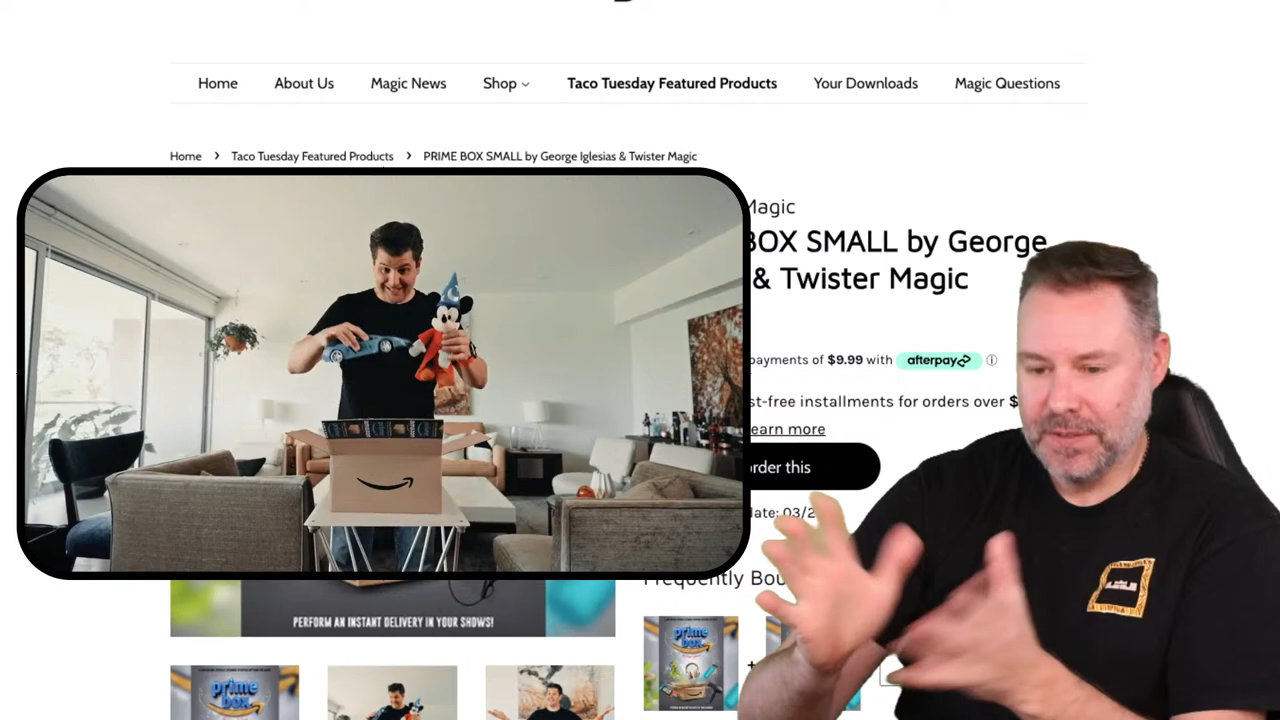 Home About Us Magic News Shop Taco Tuesday Featured Products Your Downloads Magic Questions
Home › Taco Tuesday Featured Products › PRIME BOX SMALL by George Iglesias & Twister Magic
Magic
BOX SMALL by George
& Twister Magic
payments of $9.99 with afterpay
st-free installments for orders over $
earn more
order this
date: 03/2
Frequently Bou
PERFORM AN INSTANT DELIVERY IN YOUR SHOWS!
prime
box
+
prime
box